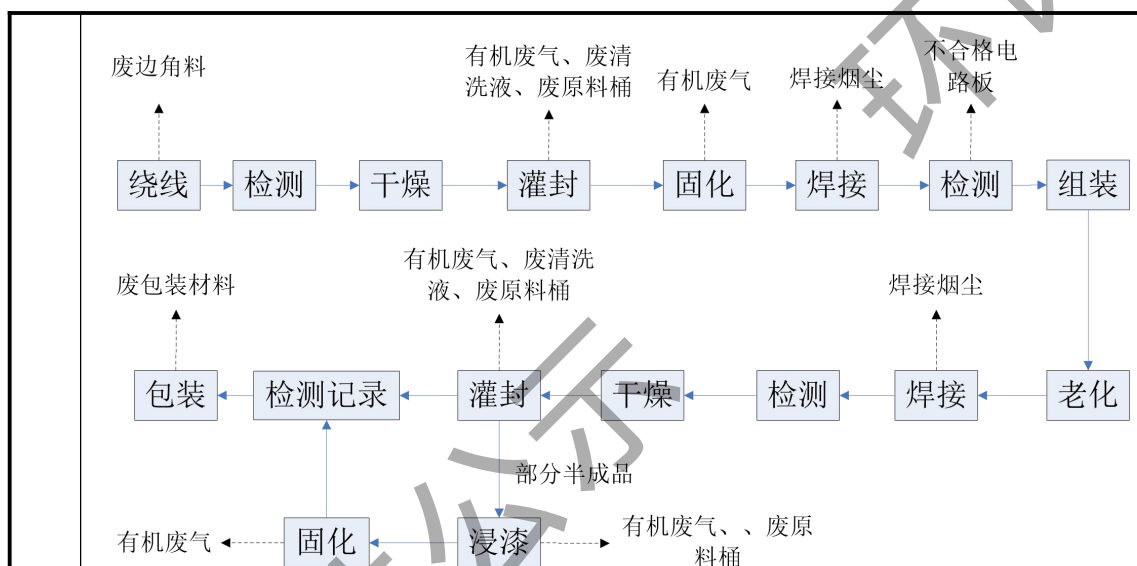 废边角料
有机废气、废清
洗液、废原料桶
有机废气
焊接烟尘
不合格电
路板
绕线
检测
干燥
灌封
固化
焊接
检测
组装
废包装材料
有机废气、废清洗
液、废原料桶
焊接烟尘
包装
检测记录
灌封
干燥
检测
焊接
老化
部分半成品
有机废气
固化
浸漆
有机废气、、废原
料桶
环
公示